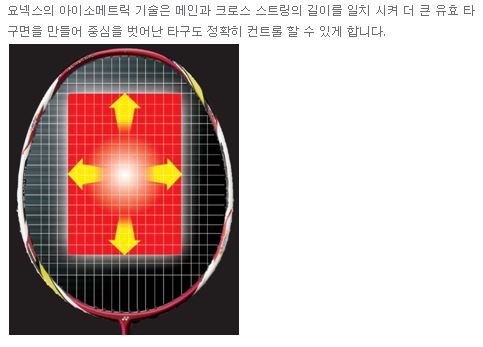 요넥스의 아이소메트릭 기술은 메인과 크로스 스트링의 길이를 일치 시켜 더 큰 유효 타
구면을 만들어 중심을 벗어난 타구도 정확히 컨트롤 할 수 있게 합니다.